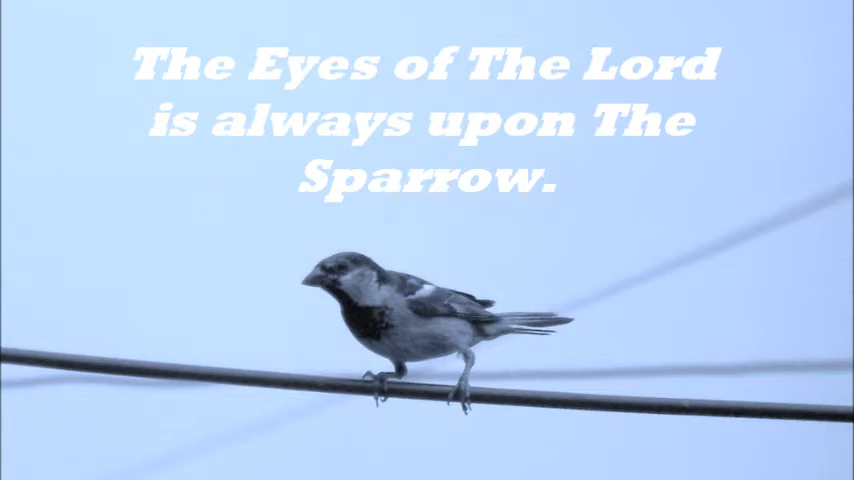 The Eyes of The Lord
is always upon The
Sparrow.